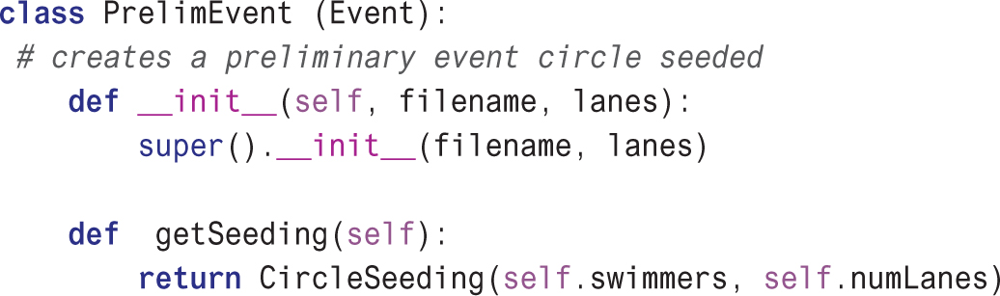 class PrelimEvent (Event):
# creates a preliminary event circle seeded
def __init__(self, filename, lanes):
super().__init__(filename, lanes)
def getSeeding(self):
return CircleSeeding(self.swimmers, self.numLanes)